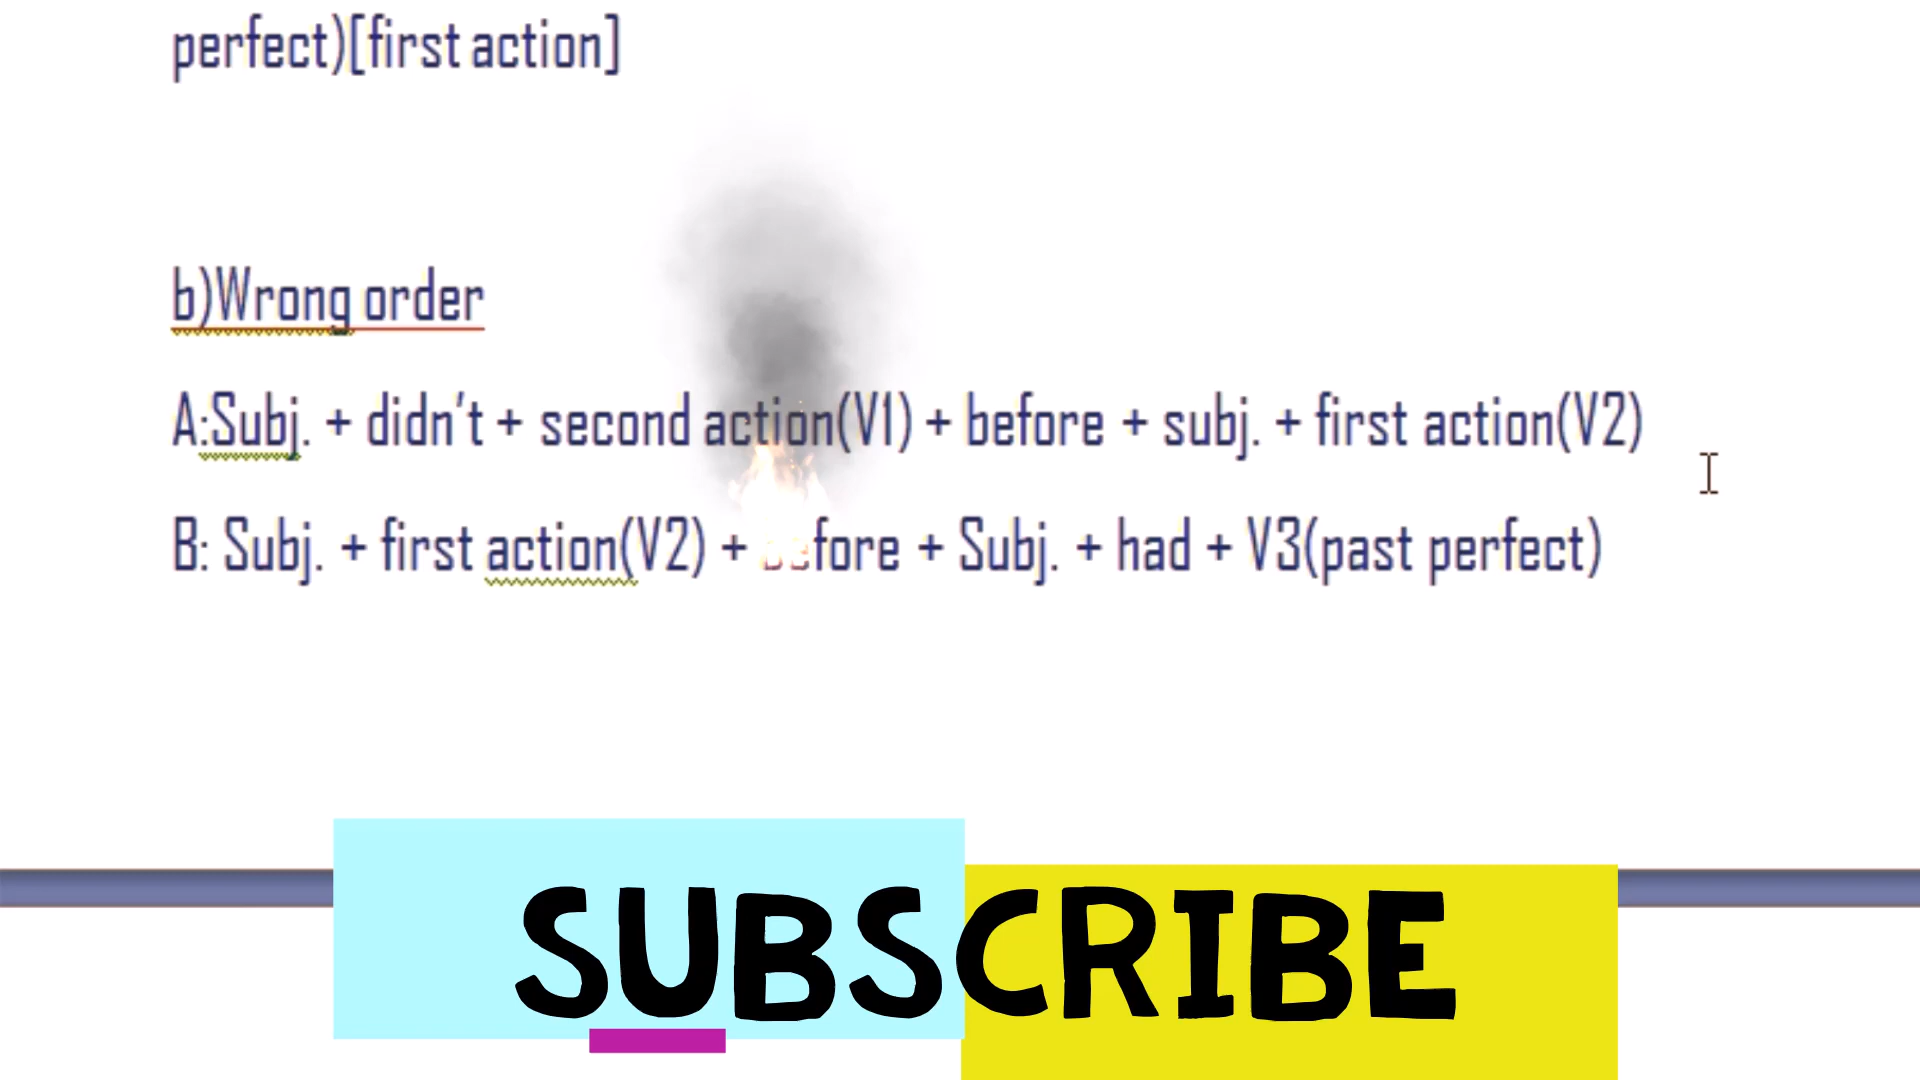 perfect)[first action]
b)Wrong order
A:Subj. + didn't + second action(V1) + before + subj. + first action(V2)
B: Subj. + first action(V2) + before + Subj. + had + V3(past perfect)
SUBSCRIBE